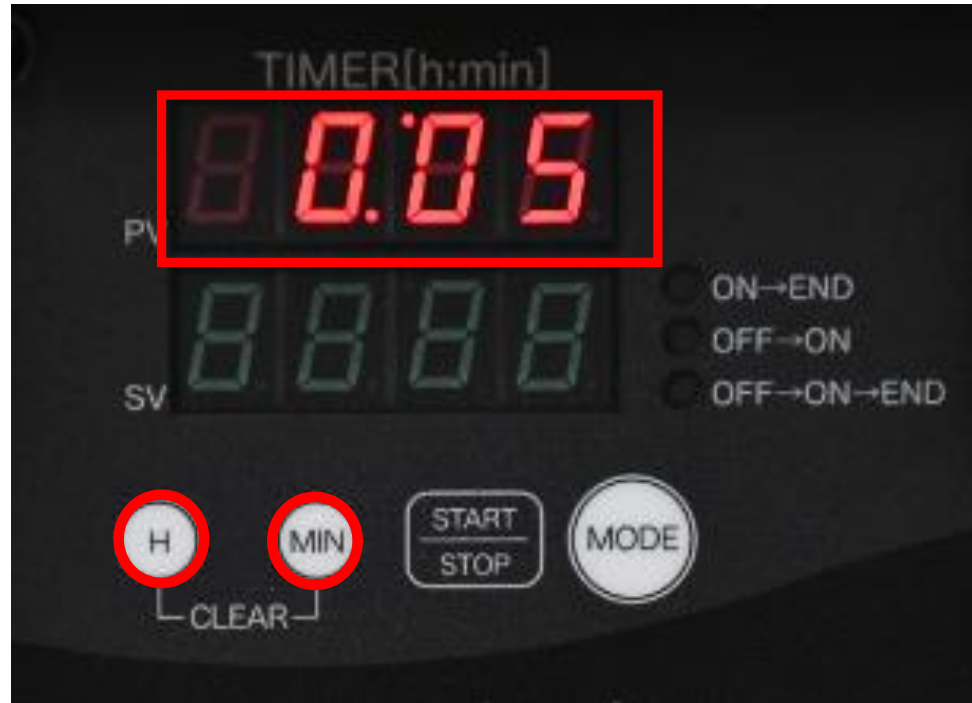 TIMER[h:min]
PV 0:05
SV
ON→END
OFF→ON
OFF→ON→END
H MIN START STOP MODE
CLEAR